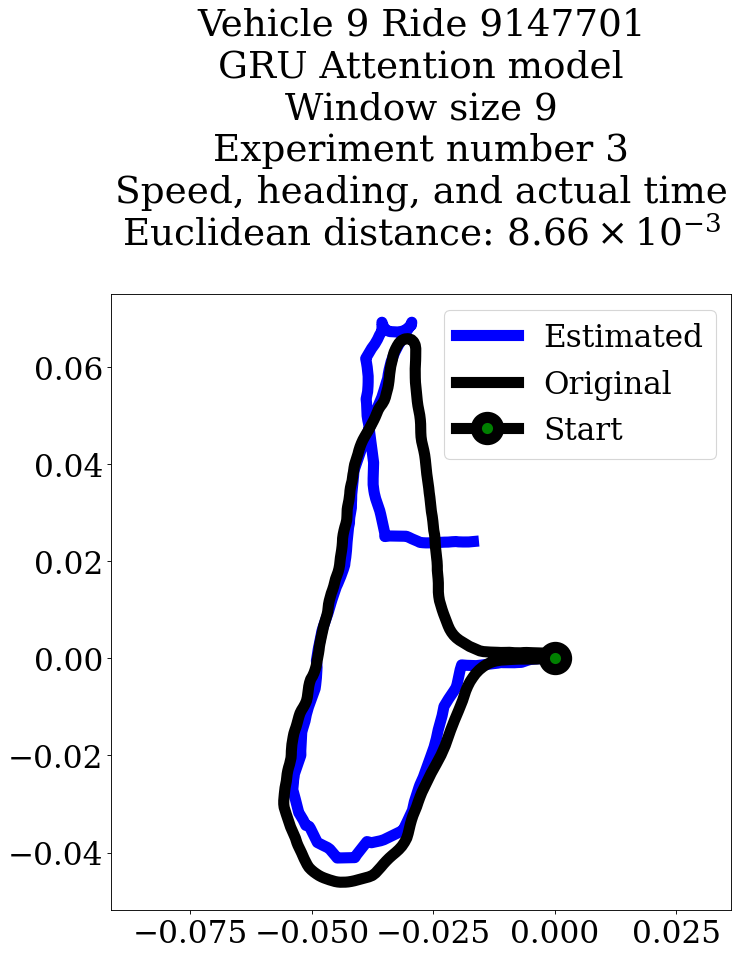 Vehicle 9 Ride 9147701
GRU Attention model
Window size 9
Experiment number 3
Speed, heading, and actual time
Euclidean distance: 8.66 × 10⁻³
Estimated
Original
Start
0.06
0.04
0.02
0.00
−0.02
−0.04
−0.075 −0.050 −0.025 0.000 0.025